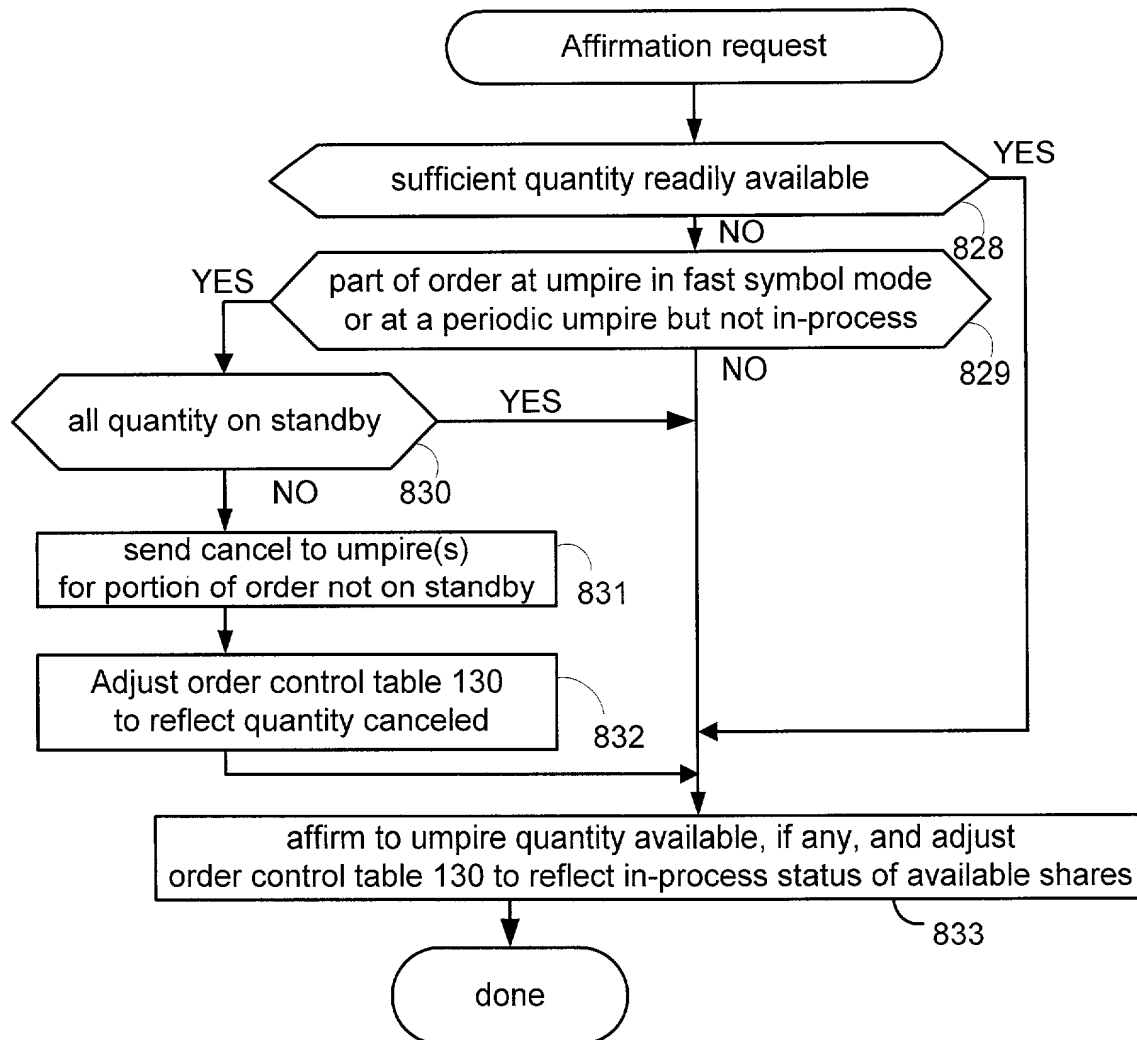 Affirmation request
sufficient quantity readily available
YES
NO
828
YES
part of order at umpire in fast symbol mode
or at a periodic umpire but not in-process
NO
829
all quantity on standby
YES
NO
830
send cancel to umpire(s)
for portion of order not on standby
831
Adjust order control table 130
to reflect quantity canceled
832
affirm to umpire quantity available, if any, and adjust
order control table 130 to reflect in-process status of available shares
833
done